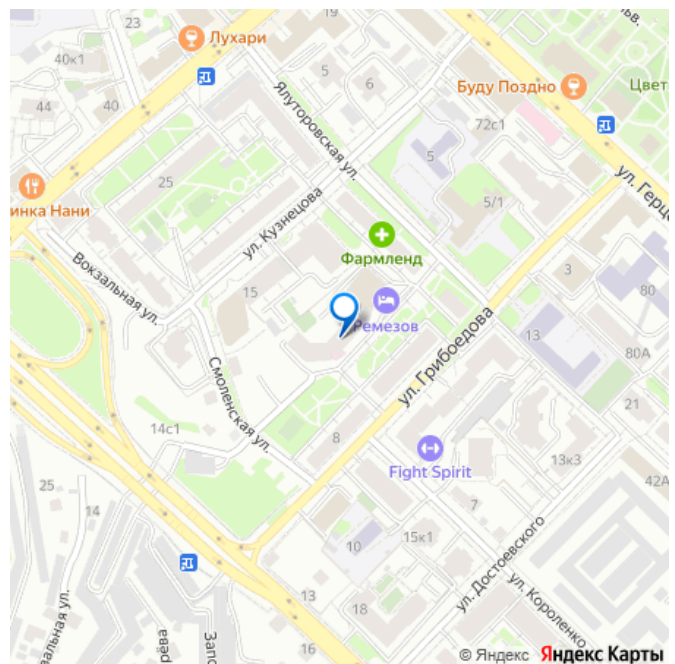 23
Лухари
19
40к1
5
6
Буду Поздно
Цвет
44
40
Ялуторовская ул.
72с1
25
5
ул. Герц
инка Нани
ул. Кузнецова
5/1
Фармленд
Вокзальная ул.
15
3
80
Ремезов
13
ул. Грибоедова
80А
Смоленская ул.
21
14с1
8
Fight Spirit
13к3
42А
25
14
7
15к1
10
ул. Достоевского
13
18
ул. Короленко
16
© Яндекс Яндекс Карты